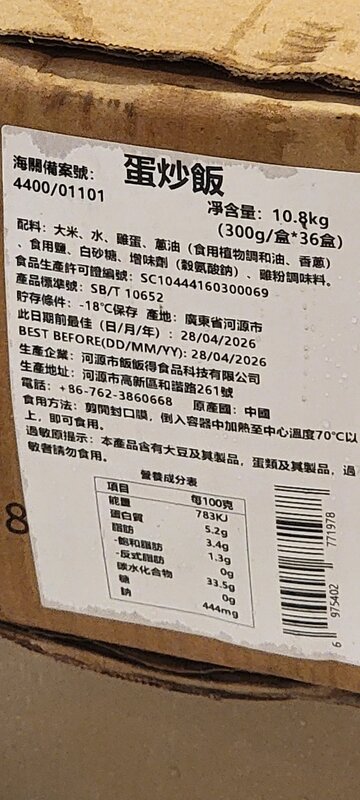 海關備案號：
4400/01101
蛋炒飯
凈含量：10.8kg
(300g/盒*36盒)
配料：大米、水、雞蛋、蔥油（食用植物調和油、香蔥）
、食用鹽、白砂糖、增味劑（穀氨酸鈉）、雞粉調味料。
食品生產許可證編號：SC10444160300069
產品標準號：SB/T 10652
貯存條件：-18℃保存 產地：廣東省河源市
此日期前最佳（日/月/年）：28/04/2026
BEST BEFORE(DD/MM/YY): 28/04/2026
生產企業：河源市飯飯得食品科技有限公司
生產地址：河源市高新區和諧路261號
電話：+86-762-3860668 原產國：中國
食用方法：剪開封口膜，倒入容器中加熱至中心溫度70℃以
上，即可食用。
過敏原提示：本產品含有大豆及其製品，蛋類及其製品，過
敏者請勿食用。
營養成分表
項目 每100克
能量 783KJ
蛋白質 5.2g
脂肪 3.4g
-飽和脂肪 1.3g
-反式脂肪 0g
碳水化合物 33.5g
糖 0g
鈉 444mg
6 975402 771978
8